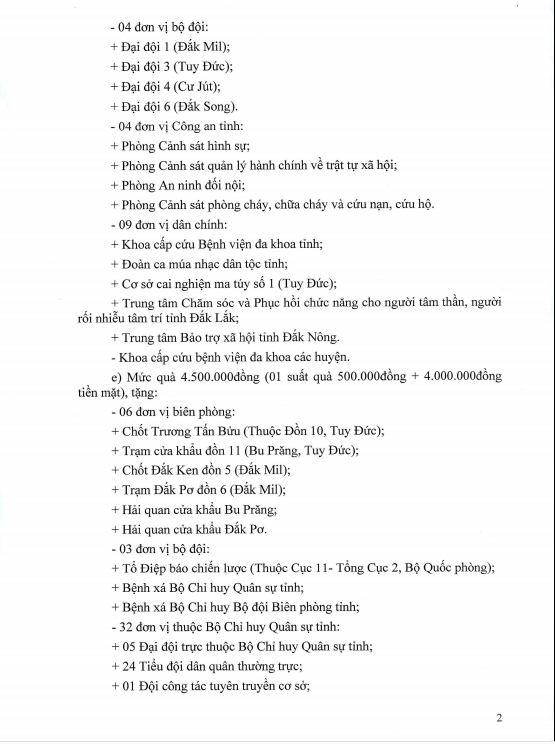 - 04 đơn vị bộ đội:
+ Đại đội 1 (Đắk Mil);
+ Đại đội 3 (Tuy Đức);
+ Đại đội 4 (Cư Jút);
+ Đại đội 6 (Đắk Song).
- 04 đơn vị Công an tỉnh:
+ Phòng Cảnh sát hình sự;
+ Phòng Cảnh sát quản lý hành chính về trật tự xã hội;
+ Phòng An ninh đối nội;
+ Phòng Cảnh sát phòng cháy, chữa cháy và cứu nạn, cứu hộ.
- 09 đơn vị dân chính:
+ Khoa cấp cứu Bệnh viện đa khoa tỉnh;
+ Đoàn ca múa nhạc dân tộc tỉnh;
+ Cơ sở cai nghiện ma túy số 1 (Tuy Đức);
+ Trung tâm Chăm sóc và Phục hồi chức năng cho người tâm thần, người
rối nhiễu tâm trí tỉnh Đắk Lắk;
+ Trung tâm Bảo trợ xã hội tỉnh Đắk Nông.
- Khoa cấp cứu bệnh viện đa khoa các huyện.
e) Mức quà 4.500.000đồng (01 suất quà 500.000đồng + 4.000.000đồng
tiền mặt), tặng:
- 06 đơn vị biên phòng:
+ Chốt Trương Tấn Bửu (Thuộc Đồn 10, Tuy Đức);
+ Trạm cửa khẩu đồn 11 (Bu Prăng, Tuy Đức);
+ Chốt Đắk Ken đồn 5 (Đắk Mil);
+ Trạm Đắk Pơ đồn 6 (Đắk Mil);
+ Hải quan cửa khẩu Bu Prăng;
+ Hải quan cửa khẩu Đắk Pơ.
- 03 đơn vị bộ đội:
+ Tổ Điệp báo chiến lược (Thuộc Cục 11- Tổng Cục 2, Bộ Quốc phòng);
+ Bệnh xá Bộ Chỉ huy Quân sự tỉnh;
+ Bệnh xá Bộ Chỉ huy Bộ đội Biên phòng tỉnh;
- 32 đơn vị thuộc Bộ Chỉ huy Quân sự tỉnh:
+ 05 Đại đội trực thuộc Bộ Chỉ huy Quân sự tỉnh;
+ 24 Tiểu đội dân quân thường trực;
+ 01 Đội công tác tuyên truyền cơ sở;
2